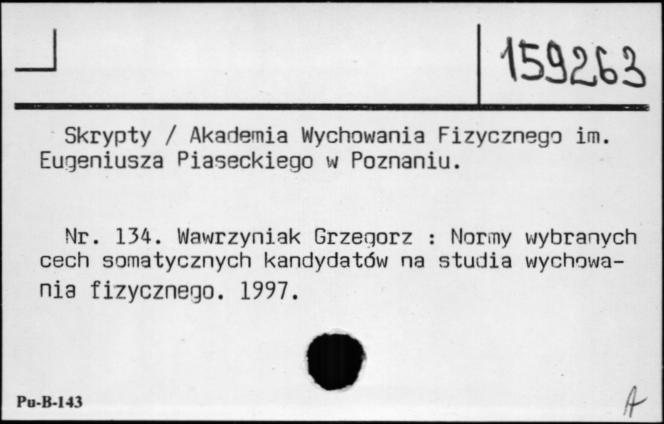 159263
Skrypty / Akademia Wychowania Fizycznego im.
Eugeniusza Piaseckiego w Poznaniu.
Nr. 134. Wawrzyniak Grzegorz : Normy wybranych
cech somatycznych kandydatów na studia wychowa-
nia fizycznego. 1997.
Pu-B-143
A